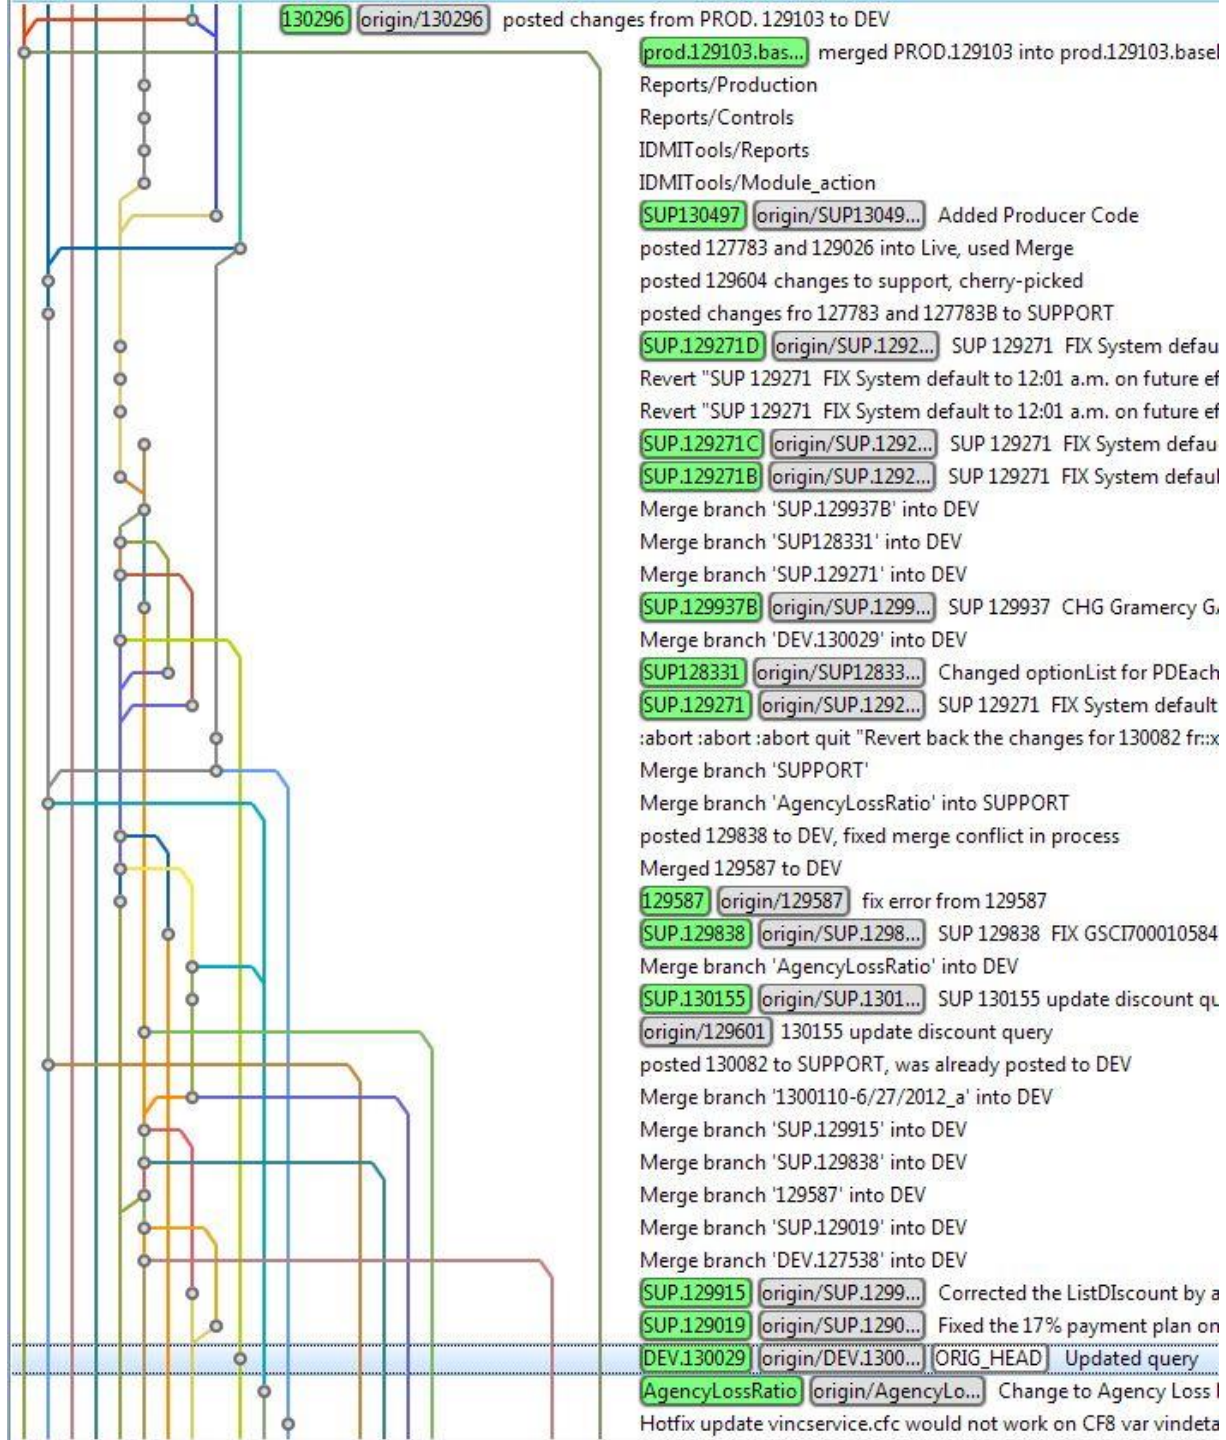 130296 origin/130296 posted changes from PROD. 129103 to DEV
prod.129103.bas... merged PROD.129103 into prod.129103.basel
Reports/Production
Reports/Controls
IDMITools/Reports
IDMITools/Module_action
SUP130497 origin/SUP13049... Added Producer Code
posted 127783 and 129026 into Live, used Merge
posted 129604 changes to support, cherry-picked
posted changes fro 127783 and 127783B to SUPPORT
SUP.129271D origin/SUP.1292... SUP 129271 FIX System defau
Revert "SUP 129271 FIX System default to 12:01 a.m. on future ef
Revert "SUP 129271 FIX System default to 12:01 a.m. on future ef
SUP.129271C origin/SUP.1292... SUP 129271 FIX System defau
SUP.129271B origin/SUP.1292... SUP 129271 FIX System defaul
Merge branch 'SUP.129937B' into DEV
Merge branch 'SUP128331' into DEV
Merge branch 'SUP.129271' into DEV
SUP.129937B origin/SUP.1299... SUP 129937 CHG Gramercy GA
Merge branch 'DEV.130029' into DEV
SUP128331 origin/SUP12833... Changed optionList for PDEach
SUP.129271 origin/SUP.1292... SUP 129271 FIX System default
:abort :abort :abort quit "Revert back the changes for 130082 fr::x
Merge branch 'SUPPORT'
Merge branch 'AgencyLossRatio' into SUPPORT
posted 129838 to DEV, fixed merge conflict in process
Merged 129587 to DEV
129587 origin/129587 fix error from 129587
SUP.129838 origin/SUP.1298... SUP 129838 FIX GSCI700010584
Merge branch 'AgencyLossRatio' into DEV
SUP.130155 origin/SUP.1301... SUP 130155 update discount qu
origin/129601 130155 update discount query
posted 130082 to SUPPORT, was already posted to DEV
Merge branch '1300110-6/27/2012_a' into DEV
Merge branch 'SUP.129915' into DEV
Merge branch 'SUP.129838' into DEV
Merge branch '129587' into DEV
Merge branch 'SUP.129019' into DEV
Merge branch 'DEV.127538' into DEV
SUP.129915 origin/SUP.1299... Corrected the ListDIscount by a
SUP.129019 origin/SUP.1290... Fixed the 17% payment plan on
DEV.130029 origin/DEV.1300... ORIG_HEAD Updated query
AgencyLossRatio origin/AgencyLo... Change to Agency Loss
Hotfix update vincservice.cfc would not work on CF8 var vindeta